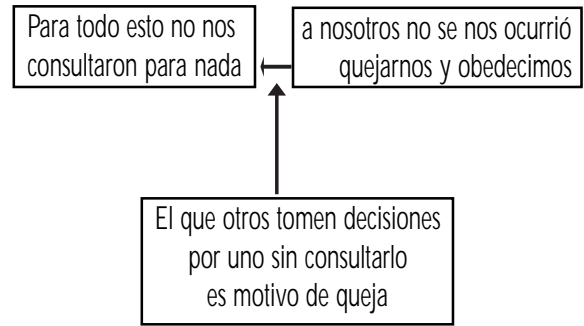 Para todo esto no nos
consultaron para nada
a nosotros no se nos ocurrió
quejarnos y obedecimos
El que otros tomen decisiones
por uno sin consultarlo
es motivo de queja